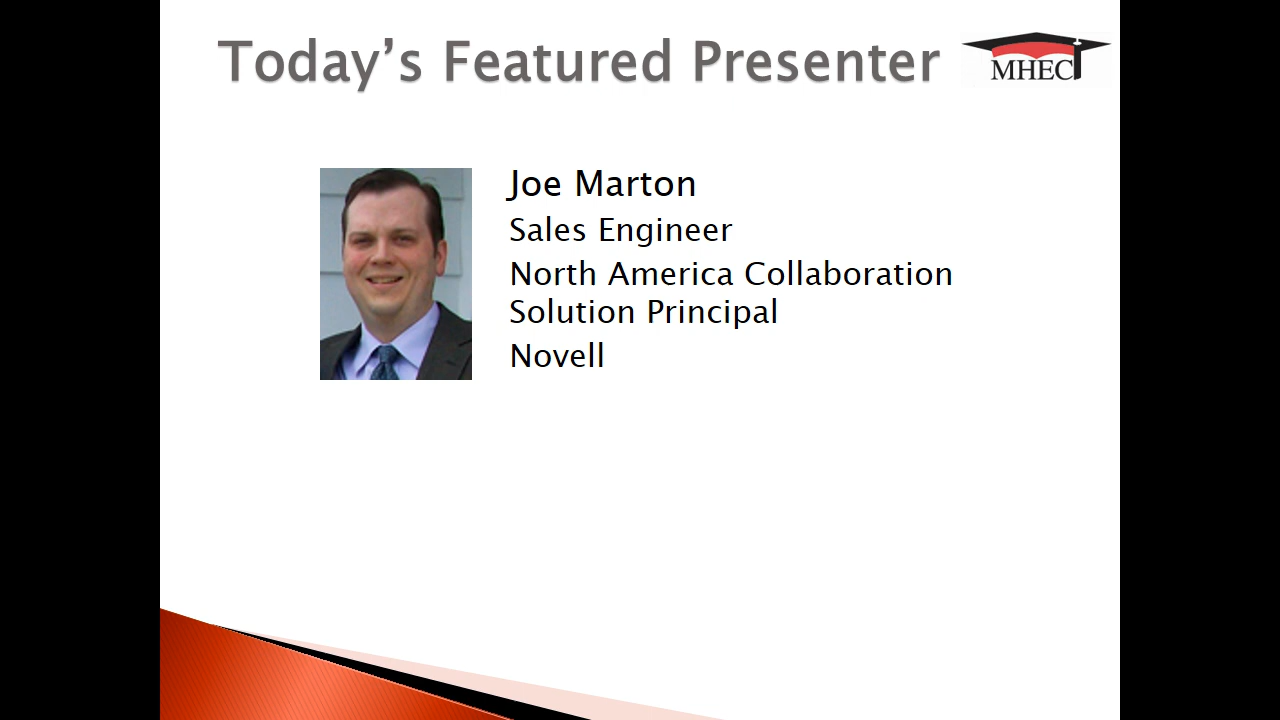 Today’s Featured Presenter
MHEC
Joe Marton
Sales Engineer
North America Collaboration
Solution Principal
Novell